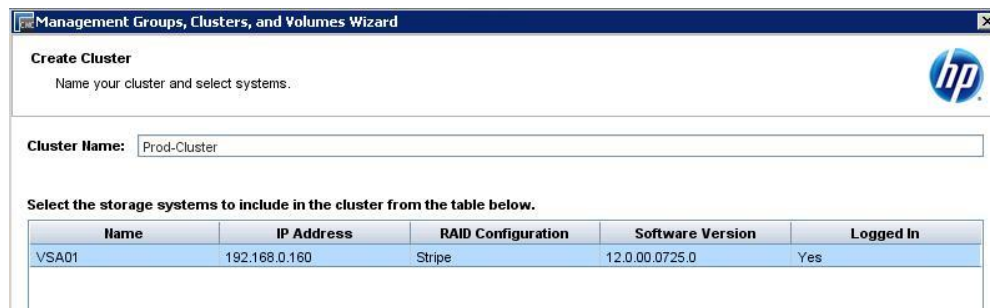 CMC Management Groups, Clusters, and Volumes Wizard
Create Cluster
Name your cluster and select systems.
hp
Cluster Name: Prod-Cluster
Select the storage systems to include in the cluster from the table below.
Name IP Address RAID Configuration Software Version Logged In
VSA01 192.168.0.160 Stripe 12.0.00.0725.0 Yes